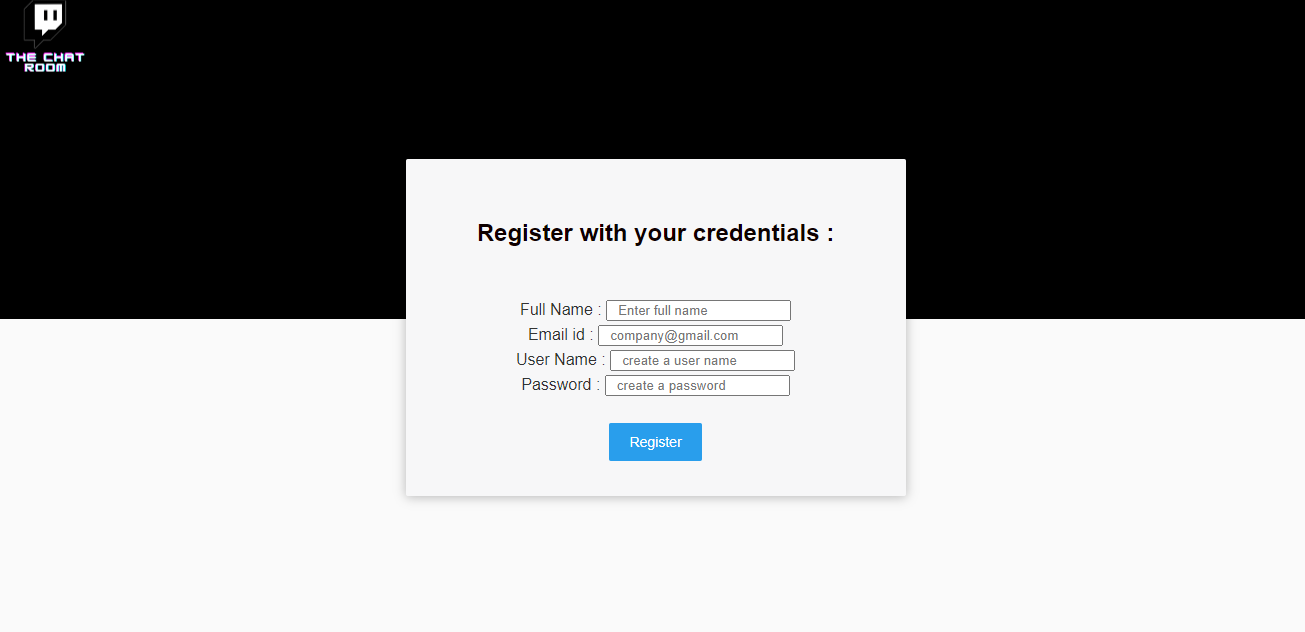 THE CHAT
ROOM
Register with your credentials :
Full Name : Enter full name
Email id : company@gmail.com
User Name : create a user name
Password : create a password
Register